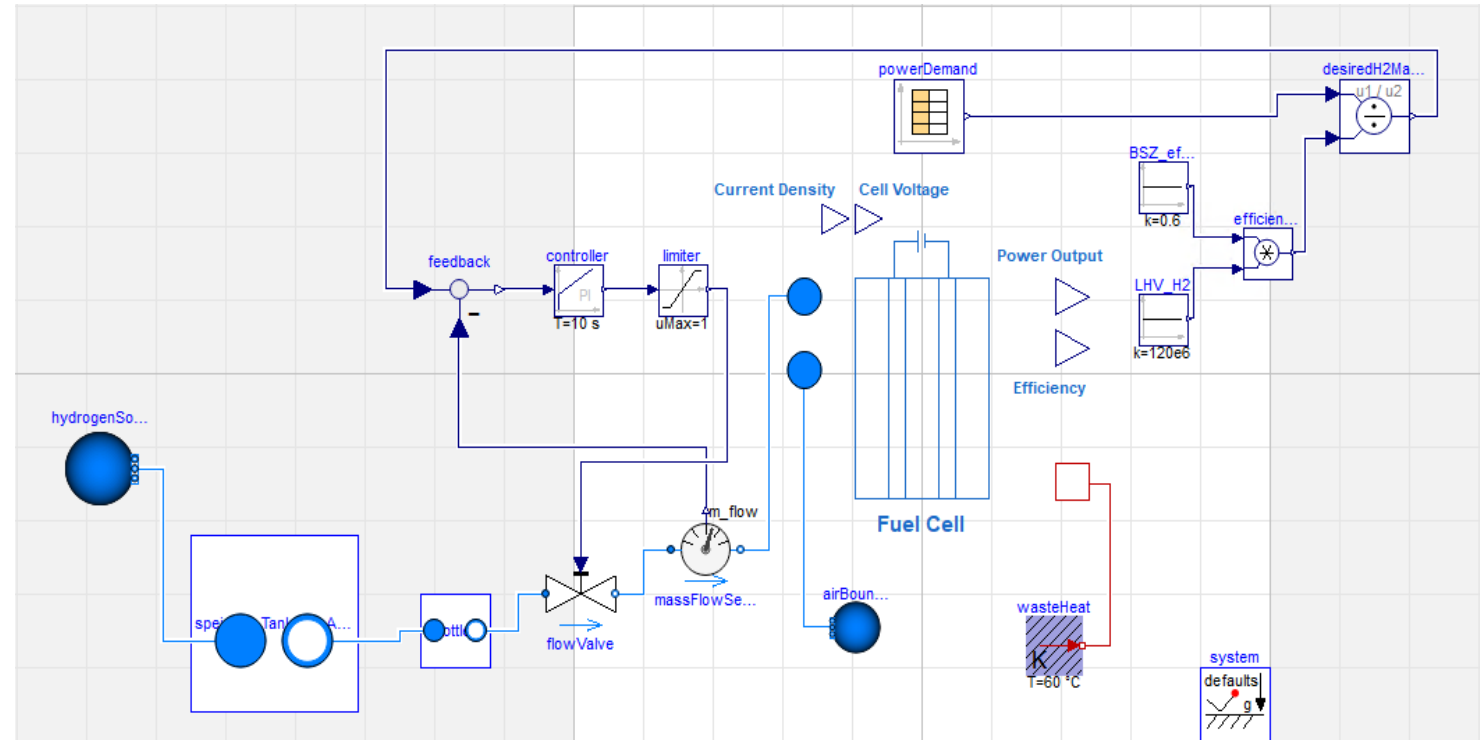 powerDemand
desiredH2Ma...
u1 / u2
BSZ_ef...
k=0.6
Current Density
Cell Voltage
efficien...
feedback
controller
PI
T=10 s
limiter
uMax=1
Power Output
LHV_H2
k=120e6
Efficiency
hydrogenSo...
Fuel Cell
m_flow
massFlowSe...
flowValve
airBoun...
wasteHeat
K
T=60 °C
system
defaults
g